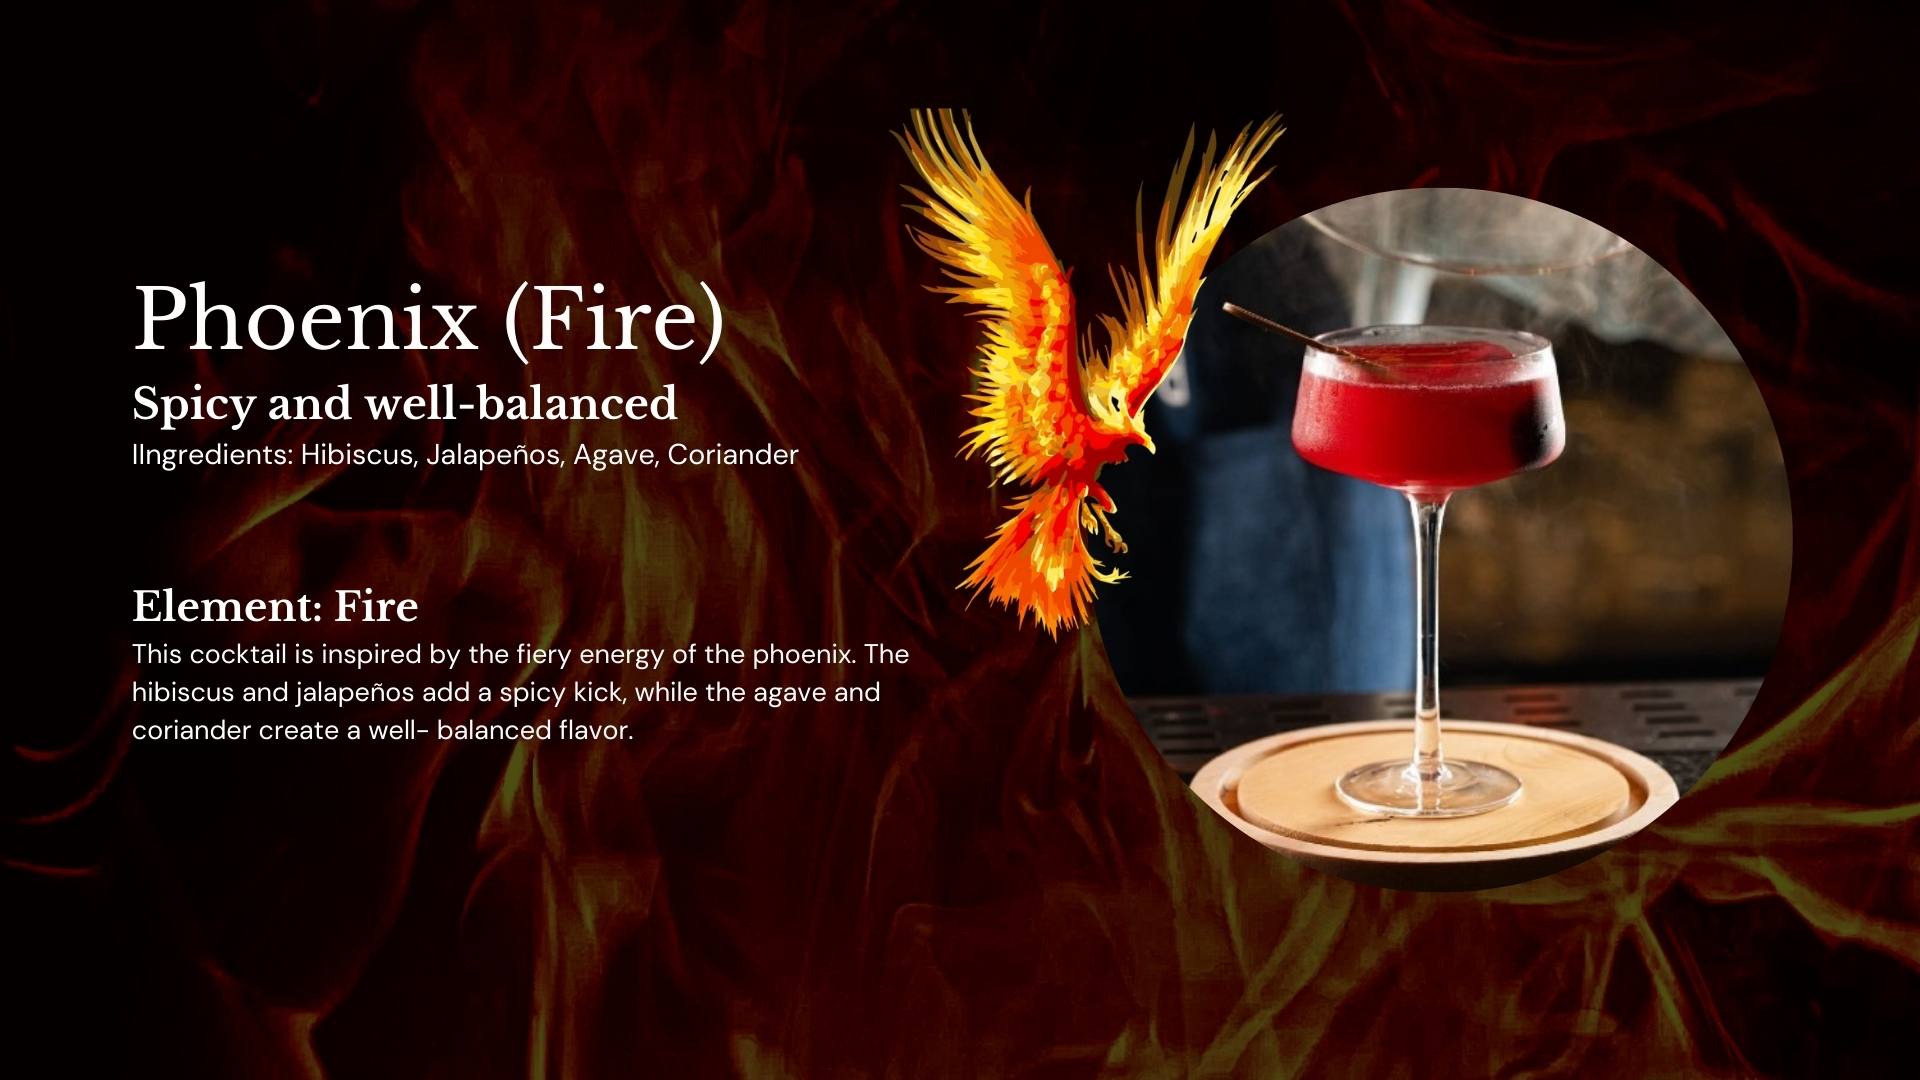 Phoenix (Fire)
Spicy and well-balanced
IIngredients: Hibiscus, Jalapeños, Agave, Coriander
Element: Fire
This cocktail is inspired by the fiery energy of the phoenix. The
hibiscus and jalapeños add a spicy kick, while the agave and
coriander create a well- balanced flavor.